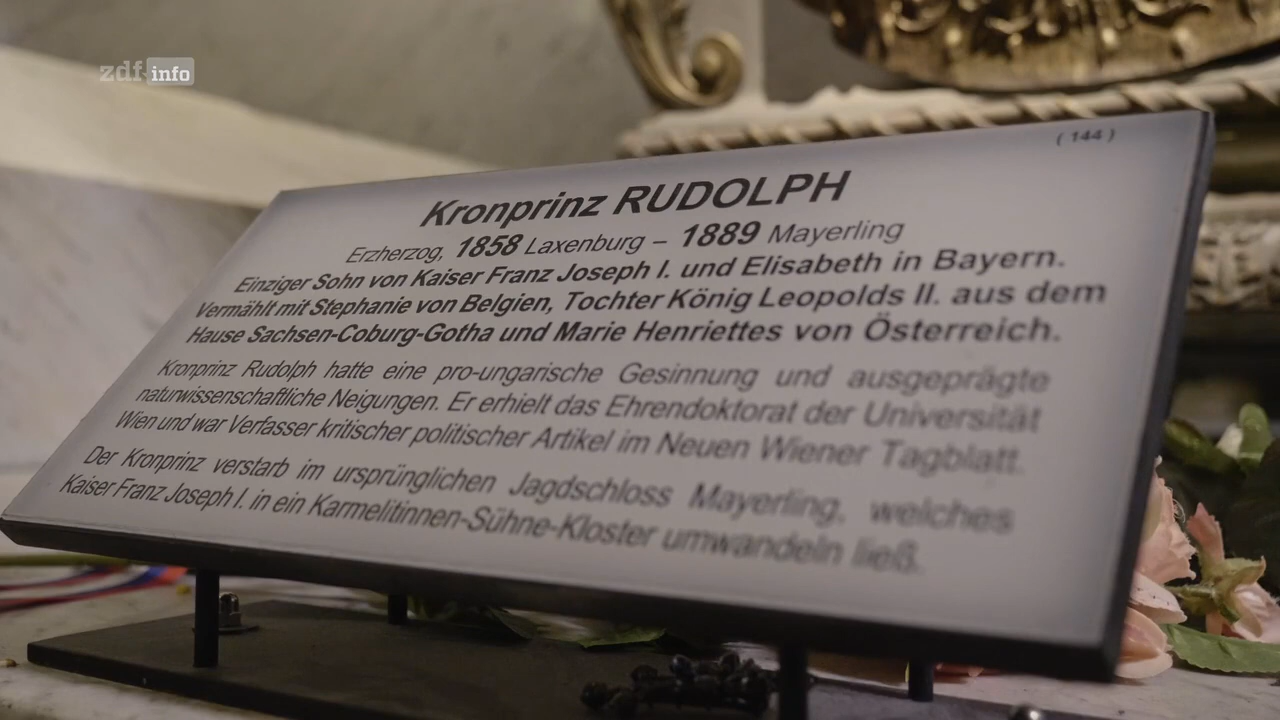 zdf info
( 144 )
Kronprinz RUDOLPH
Erzherzog, 1858 Laxenburg – 1889 Mayerling
Einziger Sohn von Kaiser Franz Joseph I. und Elisabeth in Bayern.
Vermählt mit Stephanie von Belgien, Tochter König Leopolds II. aus dem
Hause Sachsen-Coburg-Gotha und Marie Henriettes von Österreich.
Kronprinz Rudolph hatte eine pro-ungarische Gesinnung und ausgeprägte
naturwissenschaftliche Neigungen. Er erhielt das Ehrendoktorat der Universität
Wien und war Verfasser kritischer politischer Artikel im Neuen Wiener Tagblatt.
Der Kronprinz verstarb im ursprünglichen Jagdschloss Mayerling, welches
Kaiser Franz Joseph I. in ein Karmelitinnen-Sühne-Kloster umwandeln ließ.